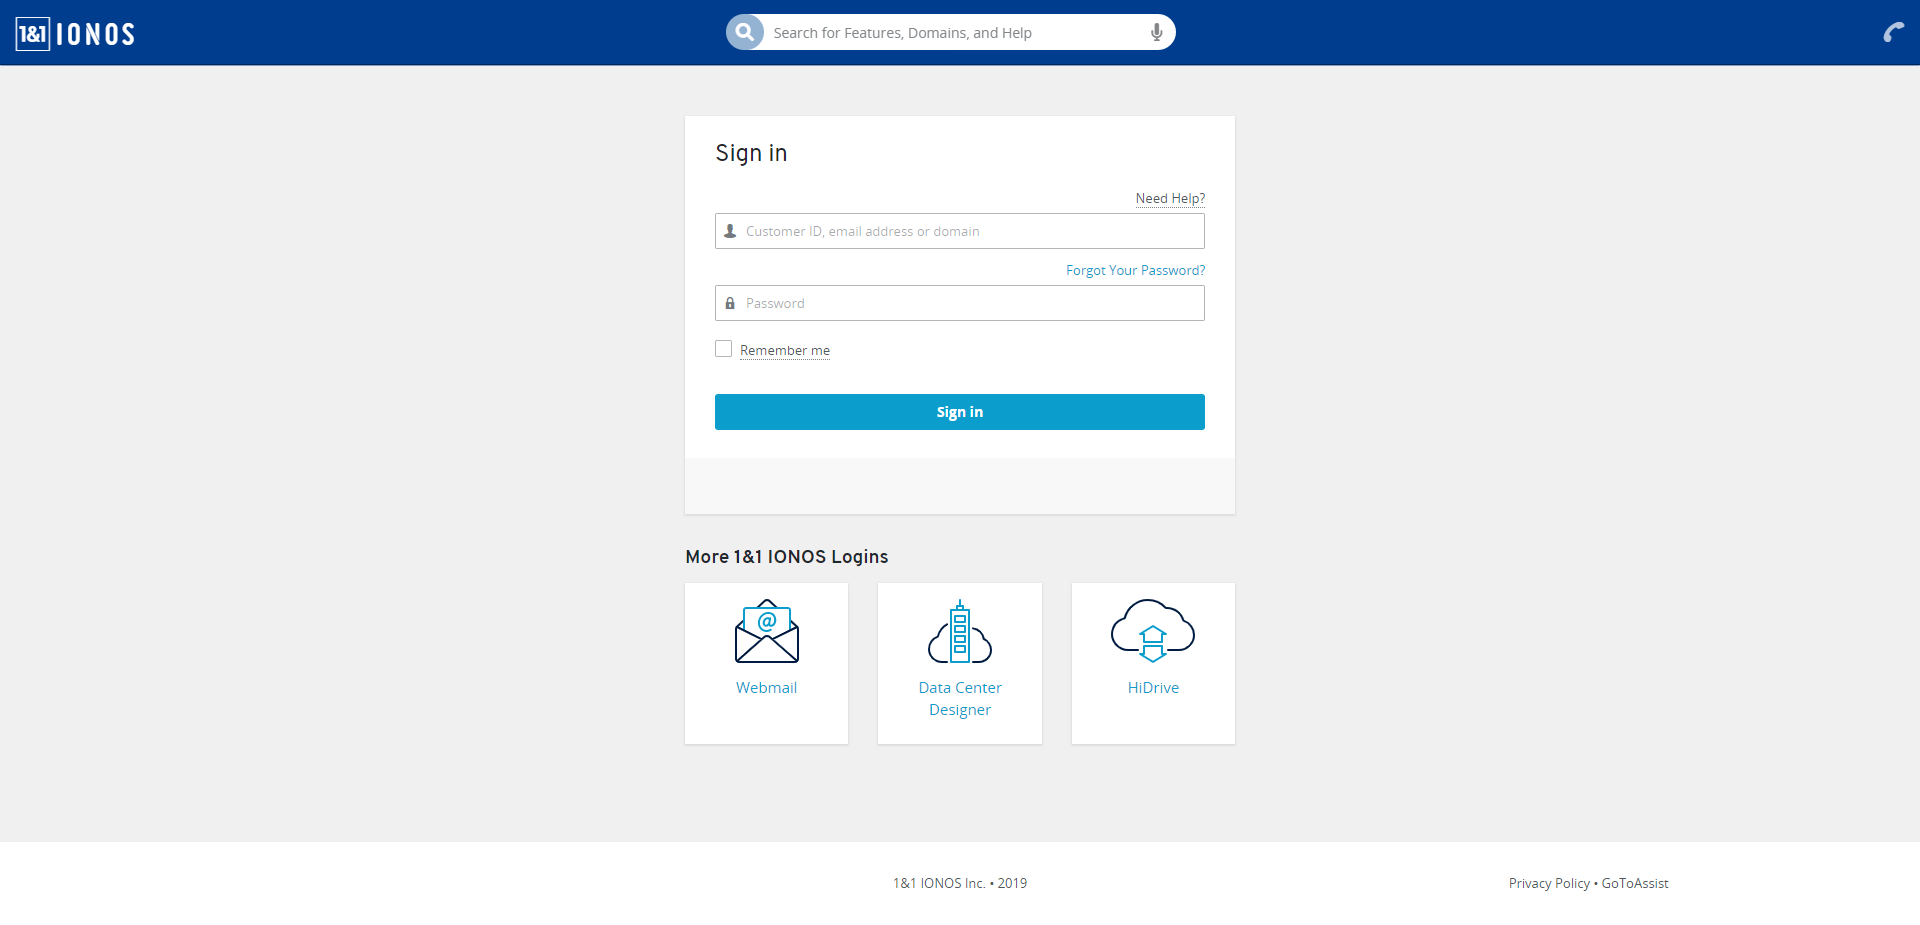 1&1 IONOS
Search for Features, Domains, and Help
Sign in
Need Help?
Customer ID, email address or domain
Forgot Your Password?
Password
Remember me
Sign in
More 1&1 IONOS Logins
@
Webmail
Data Center
Designer
HiDrive
1&1 IONOS Inc. • 2019
Privacy Policy • GoToAssist